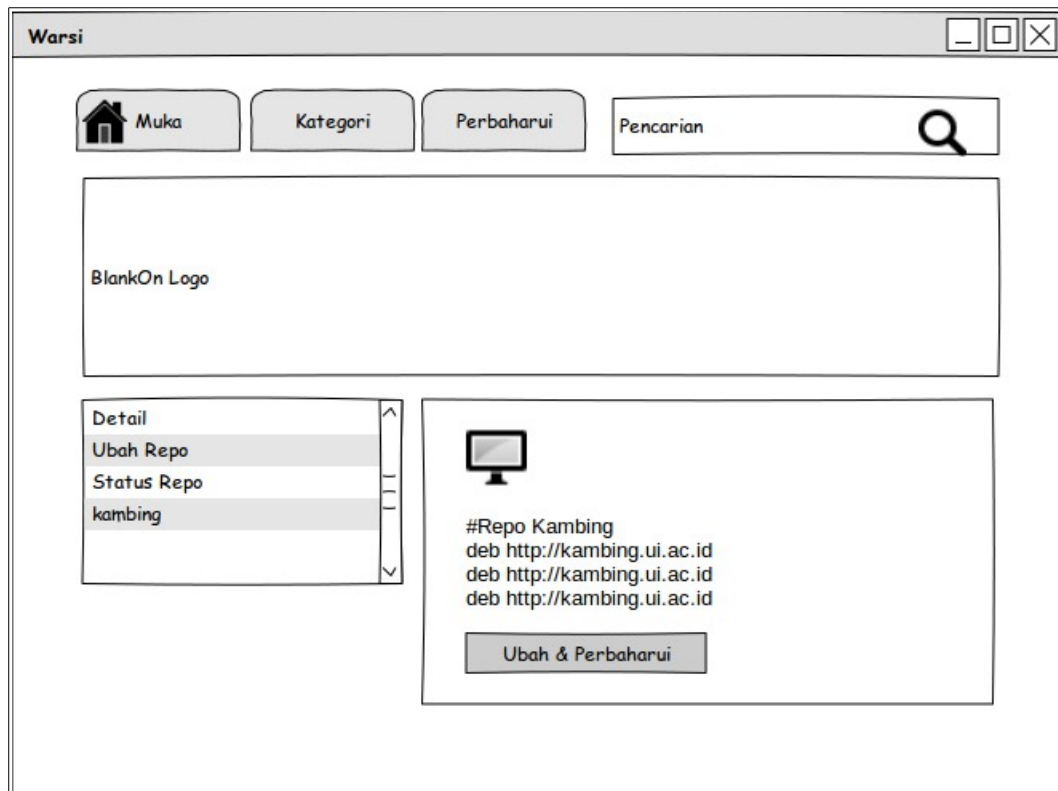 Warsi
Muka
Kategori
Perbaharui
Pencarian
BlankOn Logo
Detail
Ubah Repo
Status Repo
kambing
#Repo Kambing
deb http://kambing.ui.ac.id
deb http://kambing.ui.ac.id
deb http://kambing.ui.ac.id
Ubah & Perbaharui